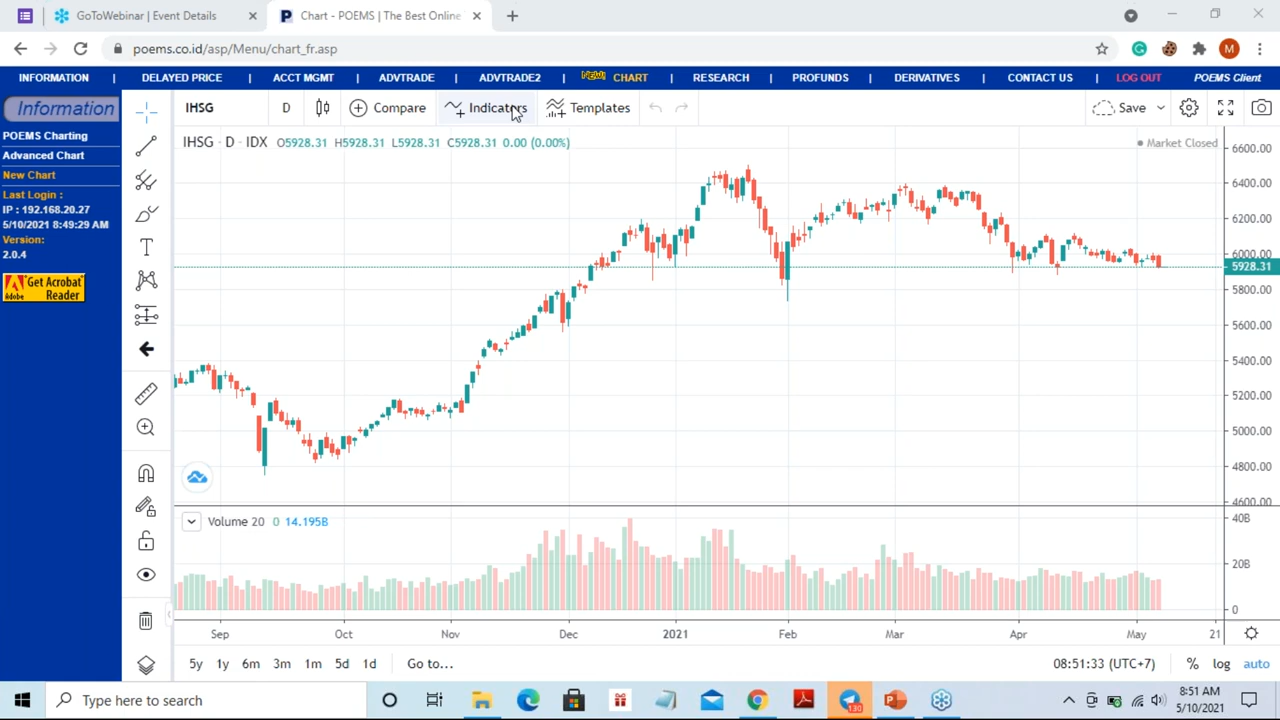 GoToWebinar | Event Details
Chart - POEMS | The Best Online
poems.co.id/asp/Menu/chart_fr.asp
M
INFORMATION | DELAYED PRICE | ACCT MGMT | ADVTRADE | ADVTRADE2 | NEW! CHART | RESEARCH | PROFUNDS | DERIVATIVES | CONTACT US | LOG OUT POEMS Client
Information
POEMS Charting
Advanced Chart
New Chart
Last Login :
IP : 192.168.20.27
5/10/2021 8:49:29 AM
Version:
2.0.4
Get Acrobat
Reader
Adobe
IHSG D Compare Indicators Templates Save
IHSG · D · IDX O5928.31 H5928.31 L5928.31 C5928.31 0.00 (0.00%)
Market Closed
6600.00
6400.00
6200.00
6000.00
5928.31
5800.00
5600.00
5400.00
5200.00
5000.00
4800.00
4600.00
Volume 20 0 14.195B
40B
20B
0
Sep Oct Nov Dec 2021 Feb Mar Apr May 21
5y 1y 6m 3m 1m 5d 1d Go to... 08:51:33 (UTC+7) % log auto
Type here to search
130
8:51 AM
5/10/2021